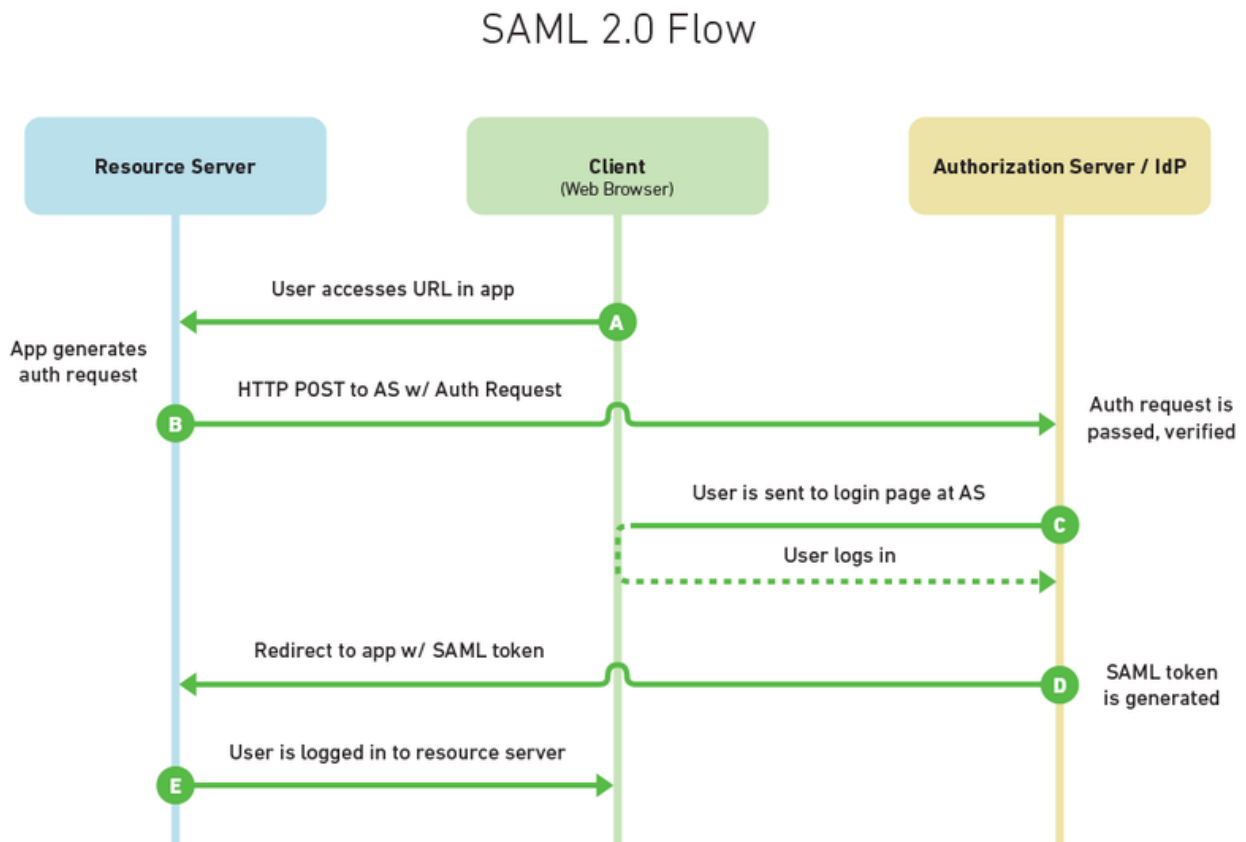 SAML 2.0 Flow
Resource Server
Client
(Web Browser)
Authorization Server / IdP
User accesses URL in app
A
App generates
auth request
HTTP POST to AS w/ Auth Request
B
Auth request is
passed, verified
User is sent to login page at AS
C
User logs in
Redirect to app w/ SAML token
D
SAML token
is generated
User is logged in to resource server
E